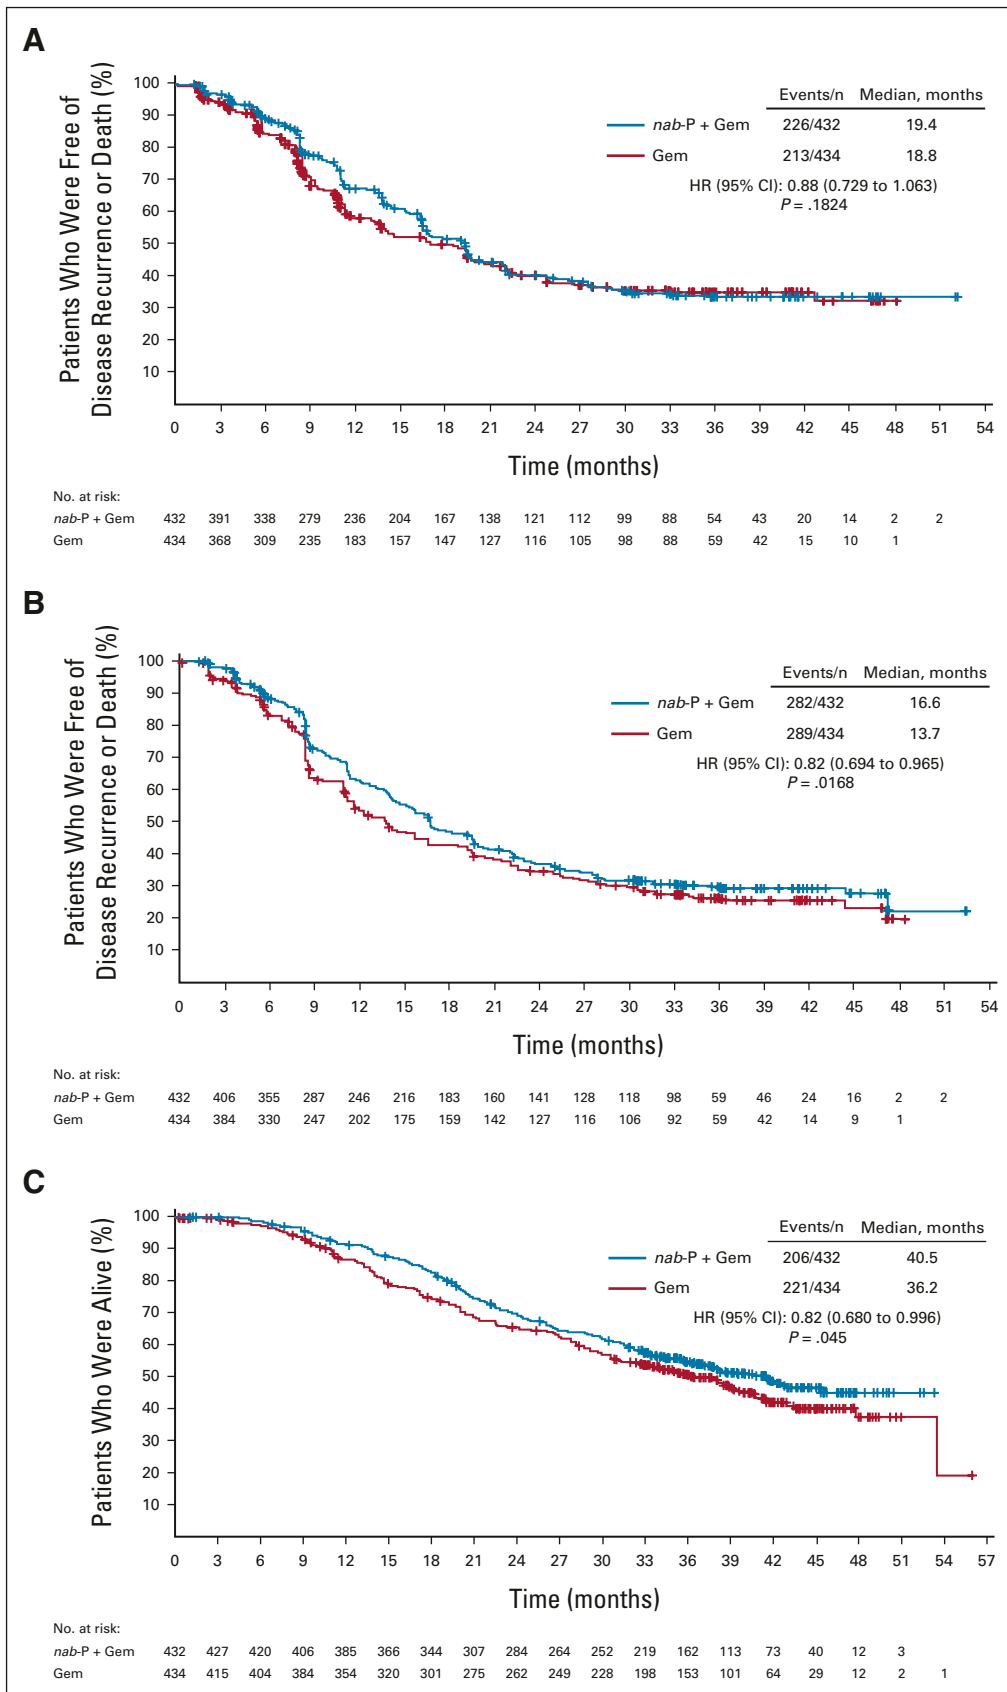 A
Patients Who Were Free of
Disease Recurrence or Death (%)
100
90
80
70
60
50
40
30
20
10
Events/n Median, months
nab-P + Gem 226/432 19.4
Gem 213/434 18.8
HR (95% CI): 0.88 (0.729 to 1.063)
P = .1824
0 3 6 9 12 15 18 21 24 27 30 33 36 39 42 45 51 54
Time (months)
No. at risk:
nab-P + Gem 432 391 338 279 236 204 167 138 121 112 99 88 54 43 20 14 2 2
Gem 434 368 309 235 183 157 147 127 116 105 98 88 59 42 15 10 1
B
Patients Who Were Free of
Disease Recurrence or Death (%)
100
90
80
70
60
50
40
30
20
10
Events/n Median, months
nab-P + Gem 282/432 16.6
Gem 289/434 13.7
HR (95% CI): 0.82 (0.694 to 0.965)
P = .0168
0 3 6 9 12 15 18 21 24 27 30 33 36 39 42 45 48 51 54
Time (months)
No. at risk:
nab-P + Gem 432 406 355 287 246 216 183 160 141 128 118 98 59 46 24 16 2 2
Gem 434 384 330 247 202 175 159 142 127 116 106 92 59 42 14 9 1
C
Patients Who Were Alive (%)
100
90
80
70
60
50
40
30
20
10
Events/n Median, months
nab-P + Gem 206/432 40.5
Gem 221/434 36.2
HR (95% CI): 0.82 (0.680 to 0.996)
P = .045
0 3 6 9 12 15 18 21 24 27 30 33 36 39 42 45 48 51 54 57
Time (months)
No. at risk:
nab-P + Gem 432 427 420 406 385 366 344 307 284 264 252 219 162 113 73 40 12 3
Gem 434 415 404 384 354 320 301 275 262 249 228 198 153 101 64 29 12 2 1